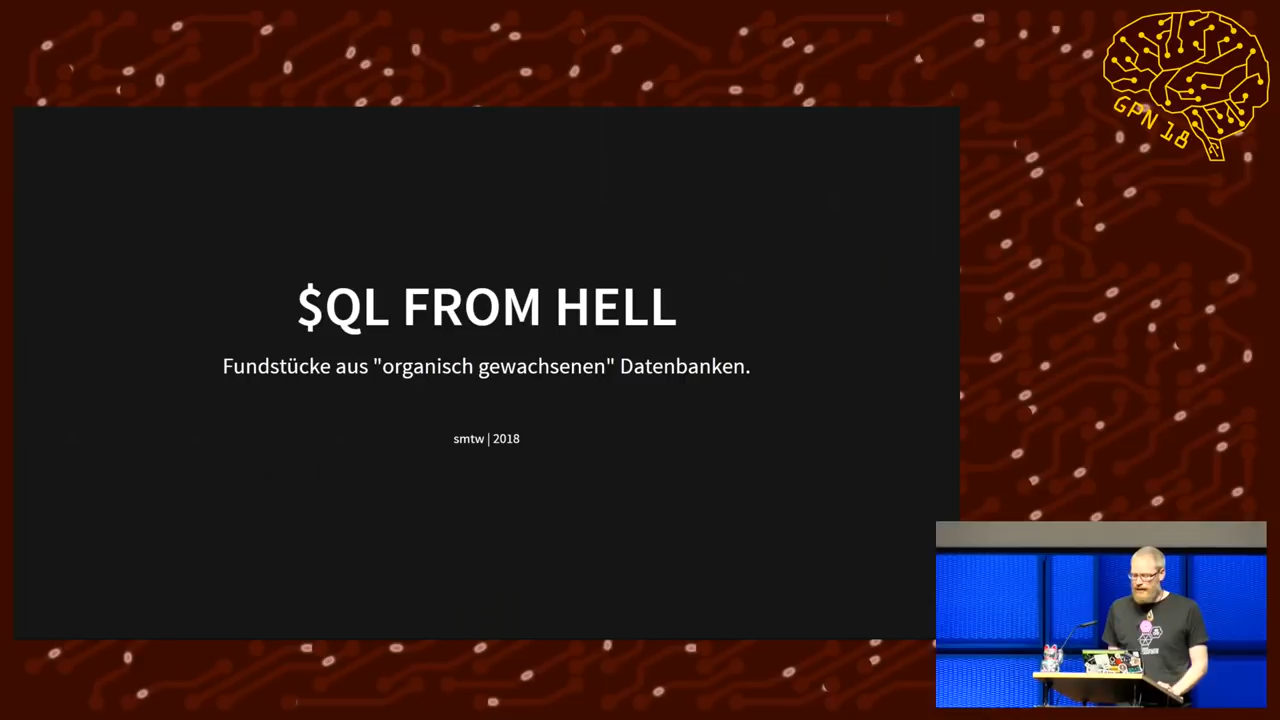 GPN 18
$QL FROM HELL
Fundstücke aus "organisch gewachsenen" Datenbanken.
smtw | 2018